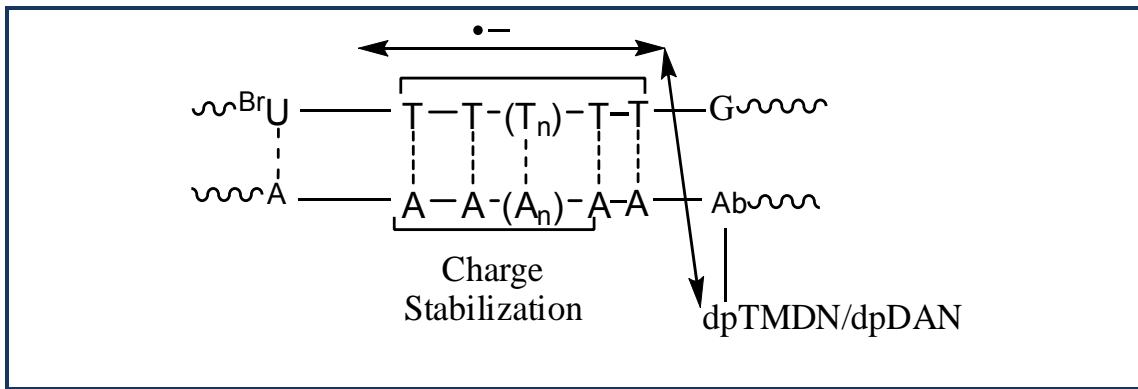 •–
BrU T–T–(Tn)–T–T G
A A–A–(An)–A–A Ab
Charge
Stabilization
dpTMDN/dpDAN